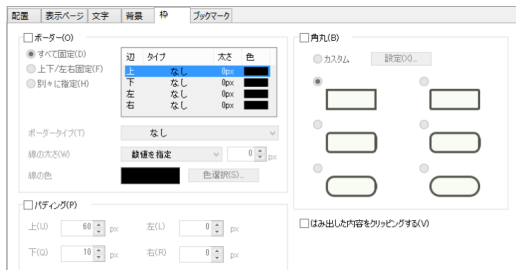 配置 表示ページ 文字 背景 枠 ブックマーク
ボーダー(O)
すべて固定(D)
上下/左右固定(F)
別々に指定(H)
辺 タイプ 太さ 色
上 なし 0px
下 なし 0px
左 なし 0px
右 なし 0px
ボーダータイプ(T) なし
線の太さ(W) 数値を指定 0 px
線の色 色選択(S)...
パディング(P)
上(U) 60 px 左(L) 0 px
下(Q) 10 px 右(R) 0 px
角丸(B)
カスタム 設定(X)...
はみ出した内容をクリッピングする(V)